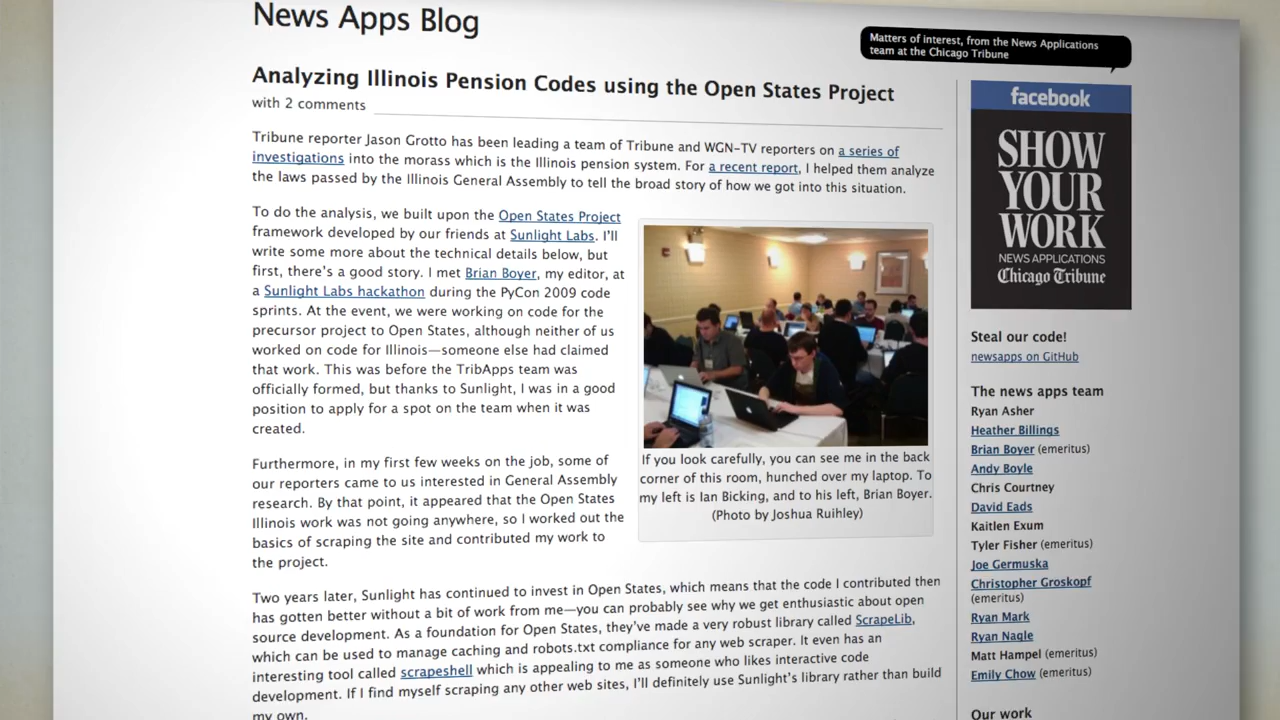 News Apps Blog
Matters of interest, from the News Applications
team at the Chicago Tribune
Analyzing Illinois Pension Codes using the Open States Project
with 2 comments
Tribune reporter Jason Grotto has been leading a team of Tribune and WGN-TV reporters on a series of
investigations into the morass which is the Illinois pension system. For a recent report, I helped them analyze
the laws passed by the Illinois General Assembly to tell the broad story of how we got into this situation.
To do the analysis, we built upon the Open States Project
framework developed by our friends at Sunlight Labs. I'll
write some more about the technical details below, but
first, there's a good story. I met Brian Boyer, my editor, at
a Sunlight Labs hackathon during the PyCon 2009 code
sprints. At the event, we were working on code for the
precursor project to Open States, although neither of us
worked on code for Illinois—someone else had claimed
that work. This was before the TribApps team was
officially formed, but thanks to Sunlight, I was in a good
position to apply for a spot on the team when it was
created.
If you look carefully, you can see me in the back
corner of this room, hunched over my laptop. To
my left is Ian Bicking, and to his left, Brian Boyer.
(Photo by Joshua Ruihley)
Furthermore, in my first few weeks on the job, some of
our reporters came to us interested in General Assembly
research. By that point, it appeared that the Open States
Illinois work was not going anywhere, so I worked out the
basics of scraping the site and contributed my work to
the project.
Two years later, Sunlight has continued to invest in Open States, which means that the code I contributed then
has gotten better without a bit of work from me—you can probably see why we get enthusiastic about open
source development. As a foundation for Open States, they've made a very robust library called ScrapeLib,
which can be used to manage caching and robots.txt compliance for any web scraper. It even has an
interesting tool called scrapeshell which is appealing to me as someone who likes interactive code
development. If I find myself scraping any other web sites, I'll definitely use Sunlight's library rather than build
my own.
facebook
SHOW
YOUR
WORK
NEWS APPLICATIONS
Chicago Tribune
Steal our code!
newsapps on GitHub
The news apps team
Ryan Asher
Heather Billings
Brian Boyer (emeritus)
Andy Boyle
Chris Courtney
David Eads
Kaitlen Exum
Tyler Fisher (emeritus)
Joe Germuska
Christopher Groskopf
(emeritus)
Ryan Mark
Ryan Nagle
Matt Hampel (emeritus)
Emily Chow (emeritus)
Our work